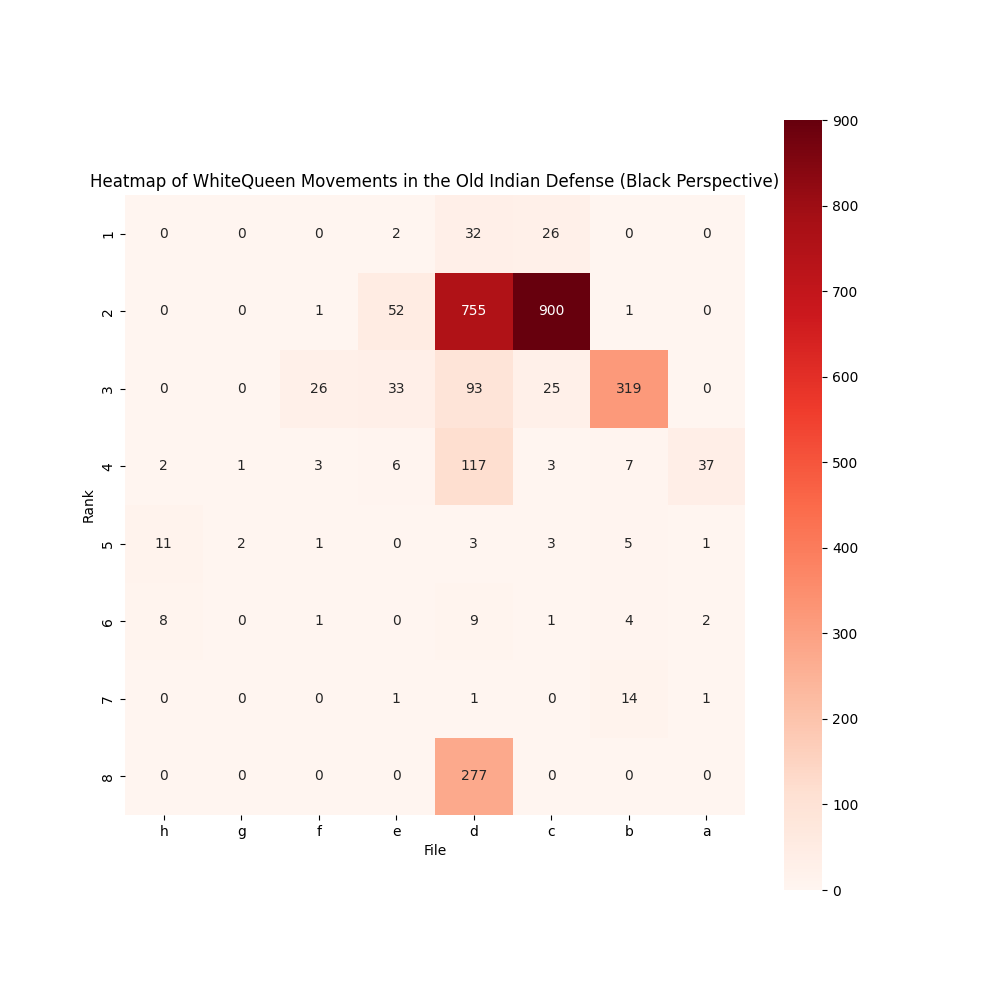 Heatmap of WhiteQueen Movements in the Old Indian Defense (Black Perspective)
1 0 0 0 2 32 26 0 0
2 0 0 1 52 755 900 1 0
3 0 0 26 33 93 25 319 0
4 2 1 3 6 117 3 7 37
5 11 2 1 0 3 3 5 1
6 8 0 1 0 9 1 4 2
7 0 0 0 1 1 0 14 1
8 0 0 0 0 277 0 0 0
h g f e d c b a
File
Rank
900
800
700
600
500
400
300
200
100
0